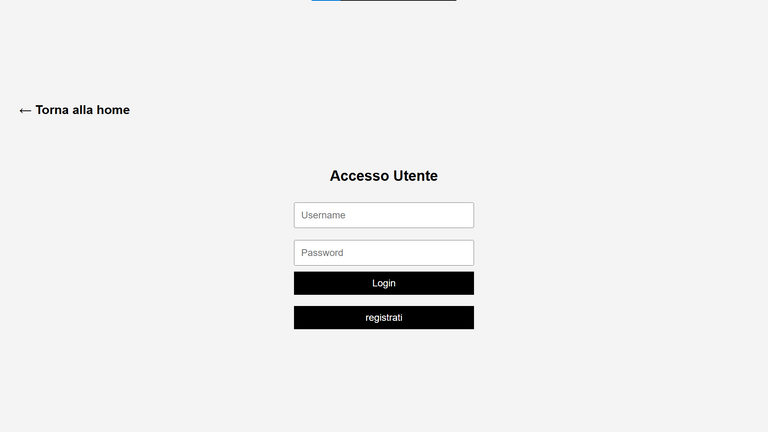 ← Torna alla home
Accesso Utente
Username
Password
Login
registrati